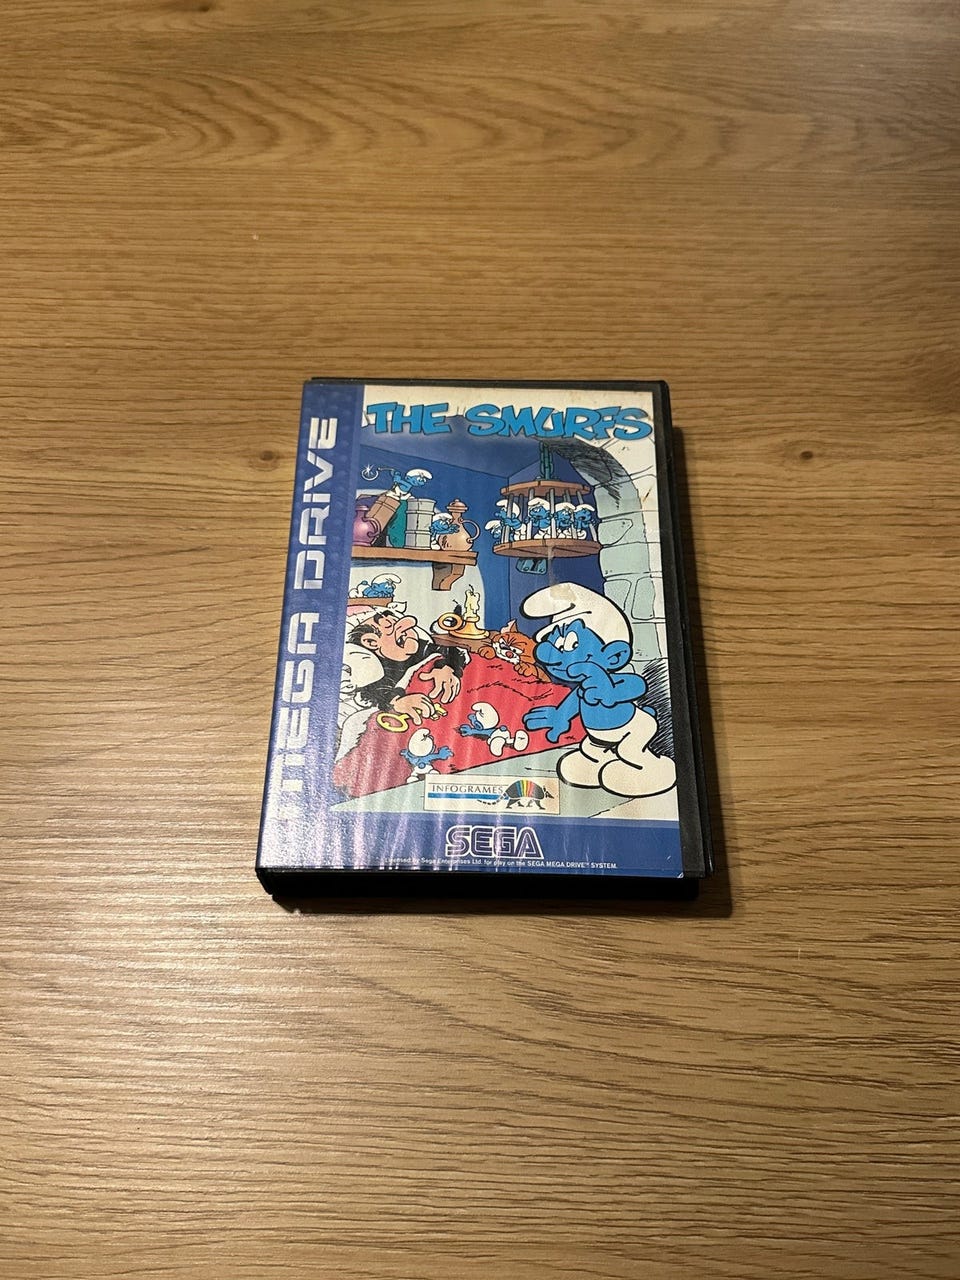 THE SMURFS
MEGA DRIVE
INFOGRAMES
SEGA
Licensed by Sega Enterprises Ltd. for play on the SEGA MEGA DRIVE™ SYSTEM.